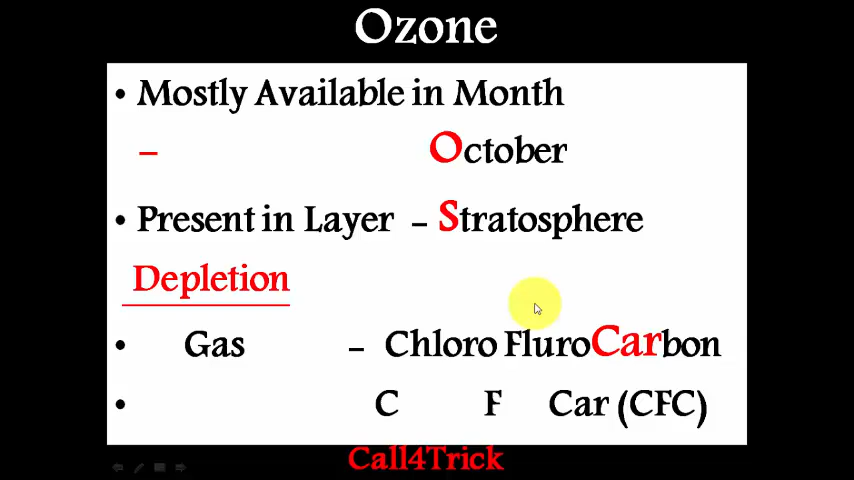 Ozone
• Mostly Available in Month
– October
• Present in Layer – Stratosphere
Depletion
• Gas – Chloro FluroCarbon
• C F Car (CFC)
Call4Trick